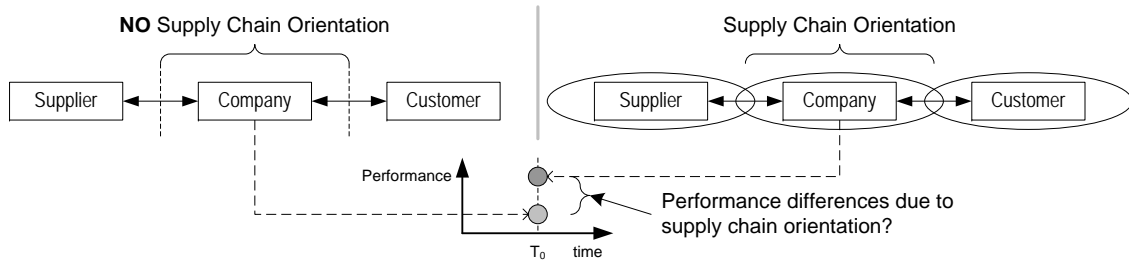 NO Supply Chain Orientation
Supplier
Company
Customer
Supply Chain Orientation
Supplier
Company
Customer
Performance
Performance differences due to
supply chain orientation?
T0
time